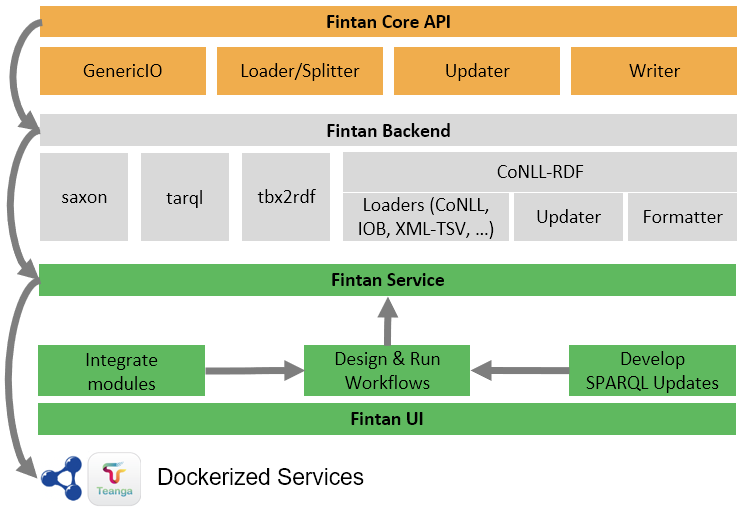 Fintan Core API
GenericIO
Loader/Splitter
Updater
Writer
Fintan Backend
saxon
tarql
tbx2rdf
CoNLL-RDF
Loaders (CoNLL,
IOB, XML-TSV, ...)
Updater
Formatter
Fintan Service
Integrate
modules
Design & Run
Workflows
Develop
SPARQL Updates
Fintan UI
Teanga
Dockerized Services